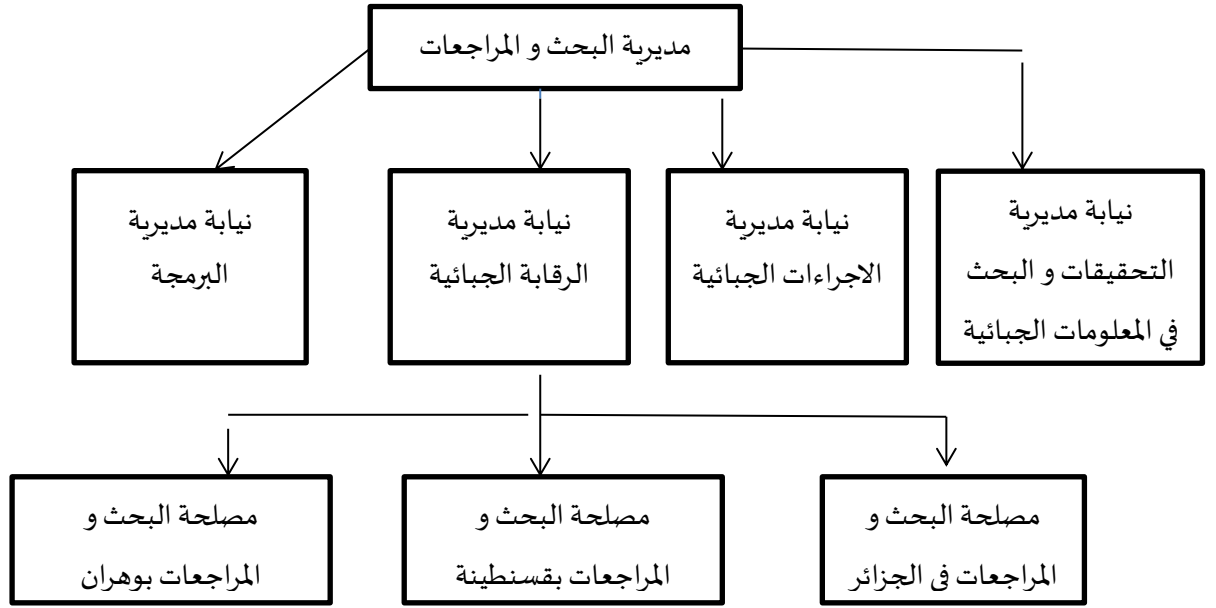 مديرية البحث و المراجعات
نيابة مديرية
التحقيقات و البحث
في المعلومات الجبائية
نيابة مديرية
الاجراءات الجبائية
نيابة مديرية
الرقابة الجبائية
نيابة مديرية
البرمجة
مصلحة البحث و
المراجعات في الجزائر
مصلحة البحث و
المراجعات بقسنطينة
مصلحة البحث و
المراجعات بوهران